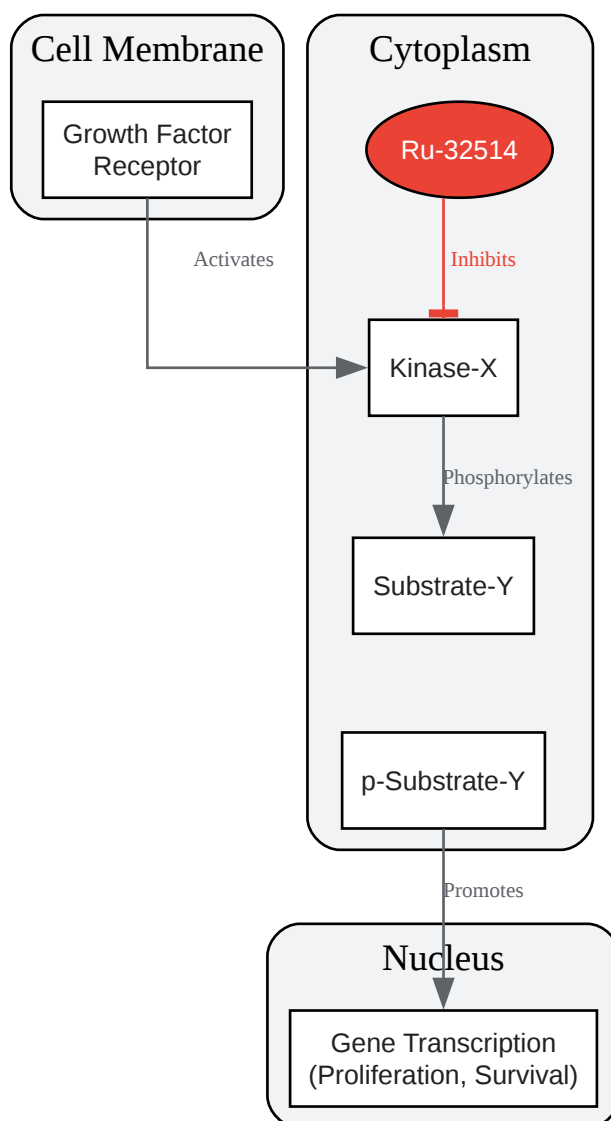 Cell Membrane
Growth Factor
Receptor
Cytoplasm
Ru-32514
Activates
Inhibits
Kinase-X
Phosphorylates
Substrate-Y
p-Substrate-Y
Promotes
Nucleus
Gene Transcription
(Proliferation, Survival)